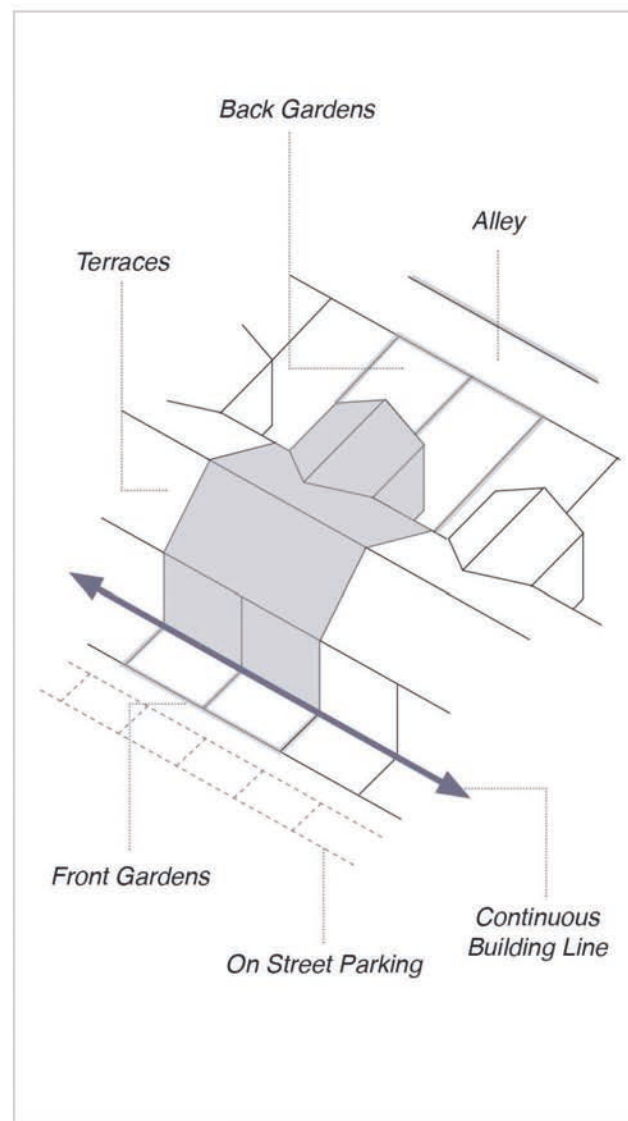 Back Gardens
Alley
Terraces
Front Gardens
On Street Parking
Continuous
Building Line